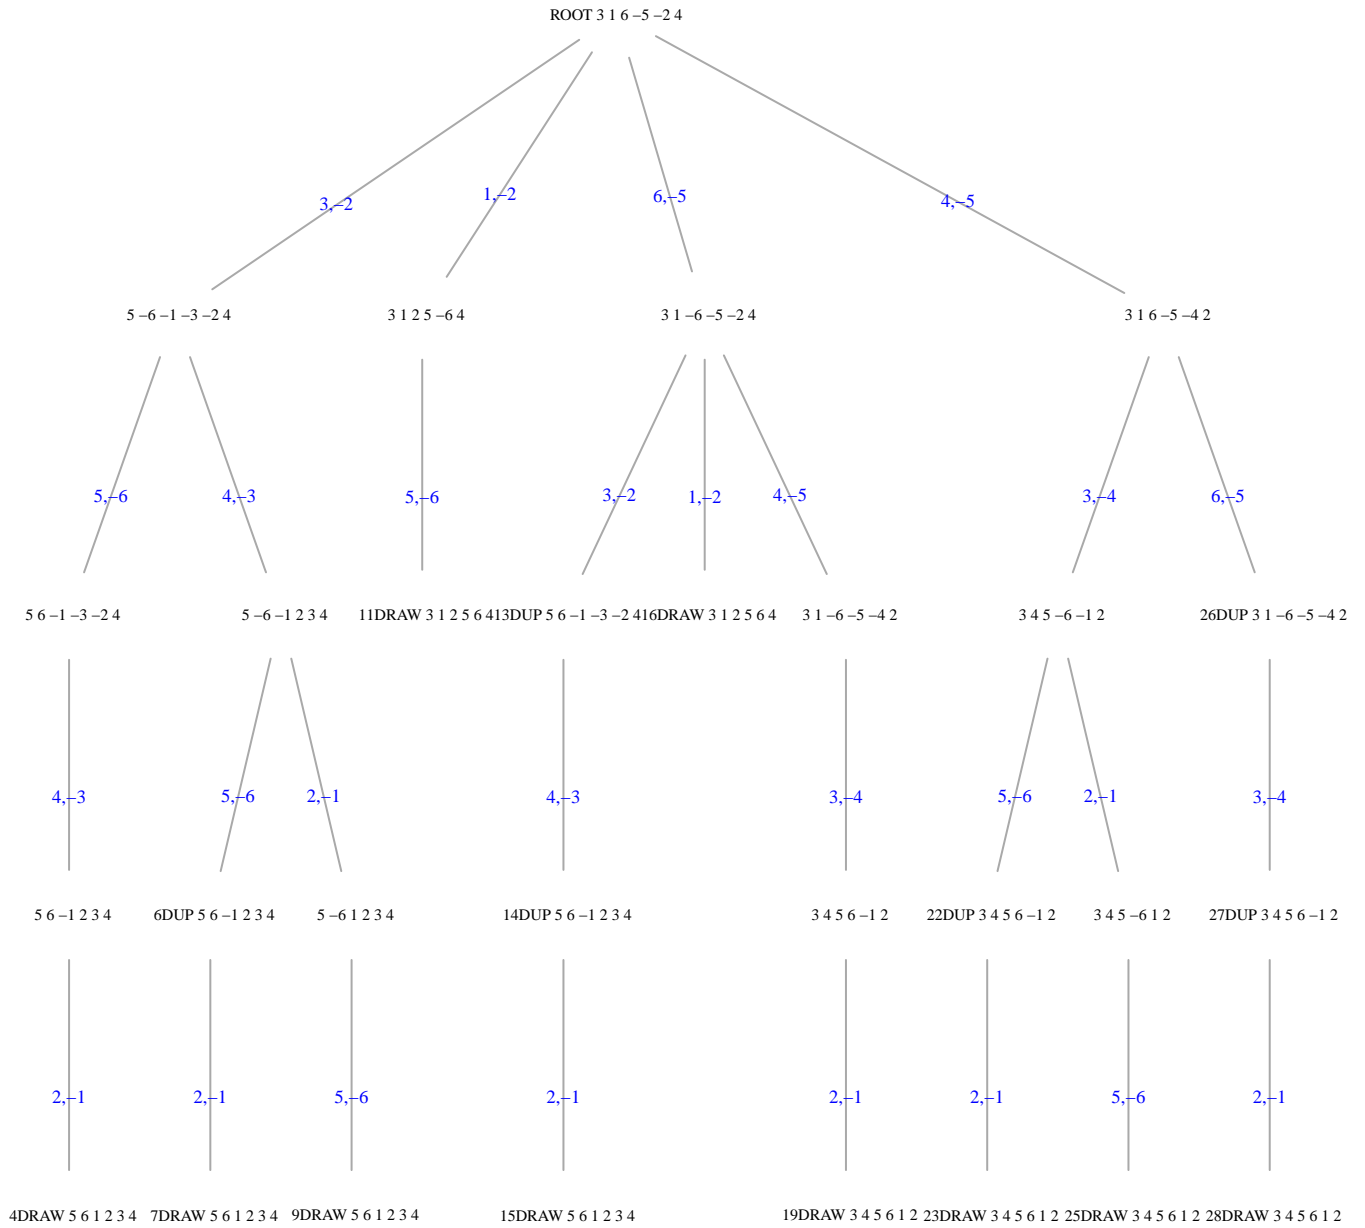 ROOT 3 1 6 −5 −2 4
3,−2 1,−2 6,−5 4,−5
5 −6 −1 −3 −2 4 3 1 2 5 −6 4 3 1 −6 −5 −2 4 3 1 6 −5 −4 2
5,−6 4,−3 5,−6 3,−2 1,−2 4,−5 3,−4 6,−5
5 6 −1 −3 −2 4 5 −6 −1 2 3 4 11DRAW 3 1 2 5 6 4 13DUP 5 6 −1 −3 −2 4 16DRAW 3 1 2 5 6 4 3 1 −6 −5 −4 2 3 4 5 −6 −1 2 26DUP 3 1 −6 −5 −4 2
4,−3 5,−6 2,−1 4,−3 3,−4 5,−6 2,−1 3,−4
5 6 −1 2 3 4 6DUP 5 6 −1 2 3 4 5 −6 1 2 3 4 14DUP 5 6 −1 2 3 4 3 4 5 6 −1 2 22DUP 3 4 5 6 −1 2 3 4 5 −6 1 2 27DUP 3 4 5 6 −1 2
2,−1 2,−1 5,−6 2,−1 2,−1 2,−1 5,−6 2,−1
4DRAW 5 6 1 2 3 4 7DRAW 5 6 1 2 3 4 9DRAW 5 6 1 2 3 4 15DRAW 5 6 1 2 3 4 19DRAW 3 4 5 6 1 2 23DRAW 3 4 5 6 1 2 25DRAW 3 4 5 6 1 2 28DRAW 3 4 5 6 1 2